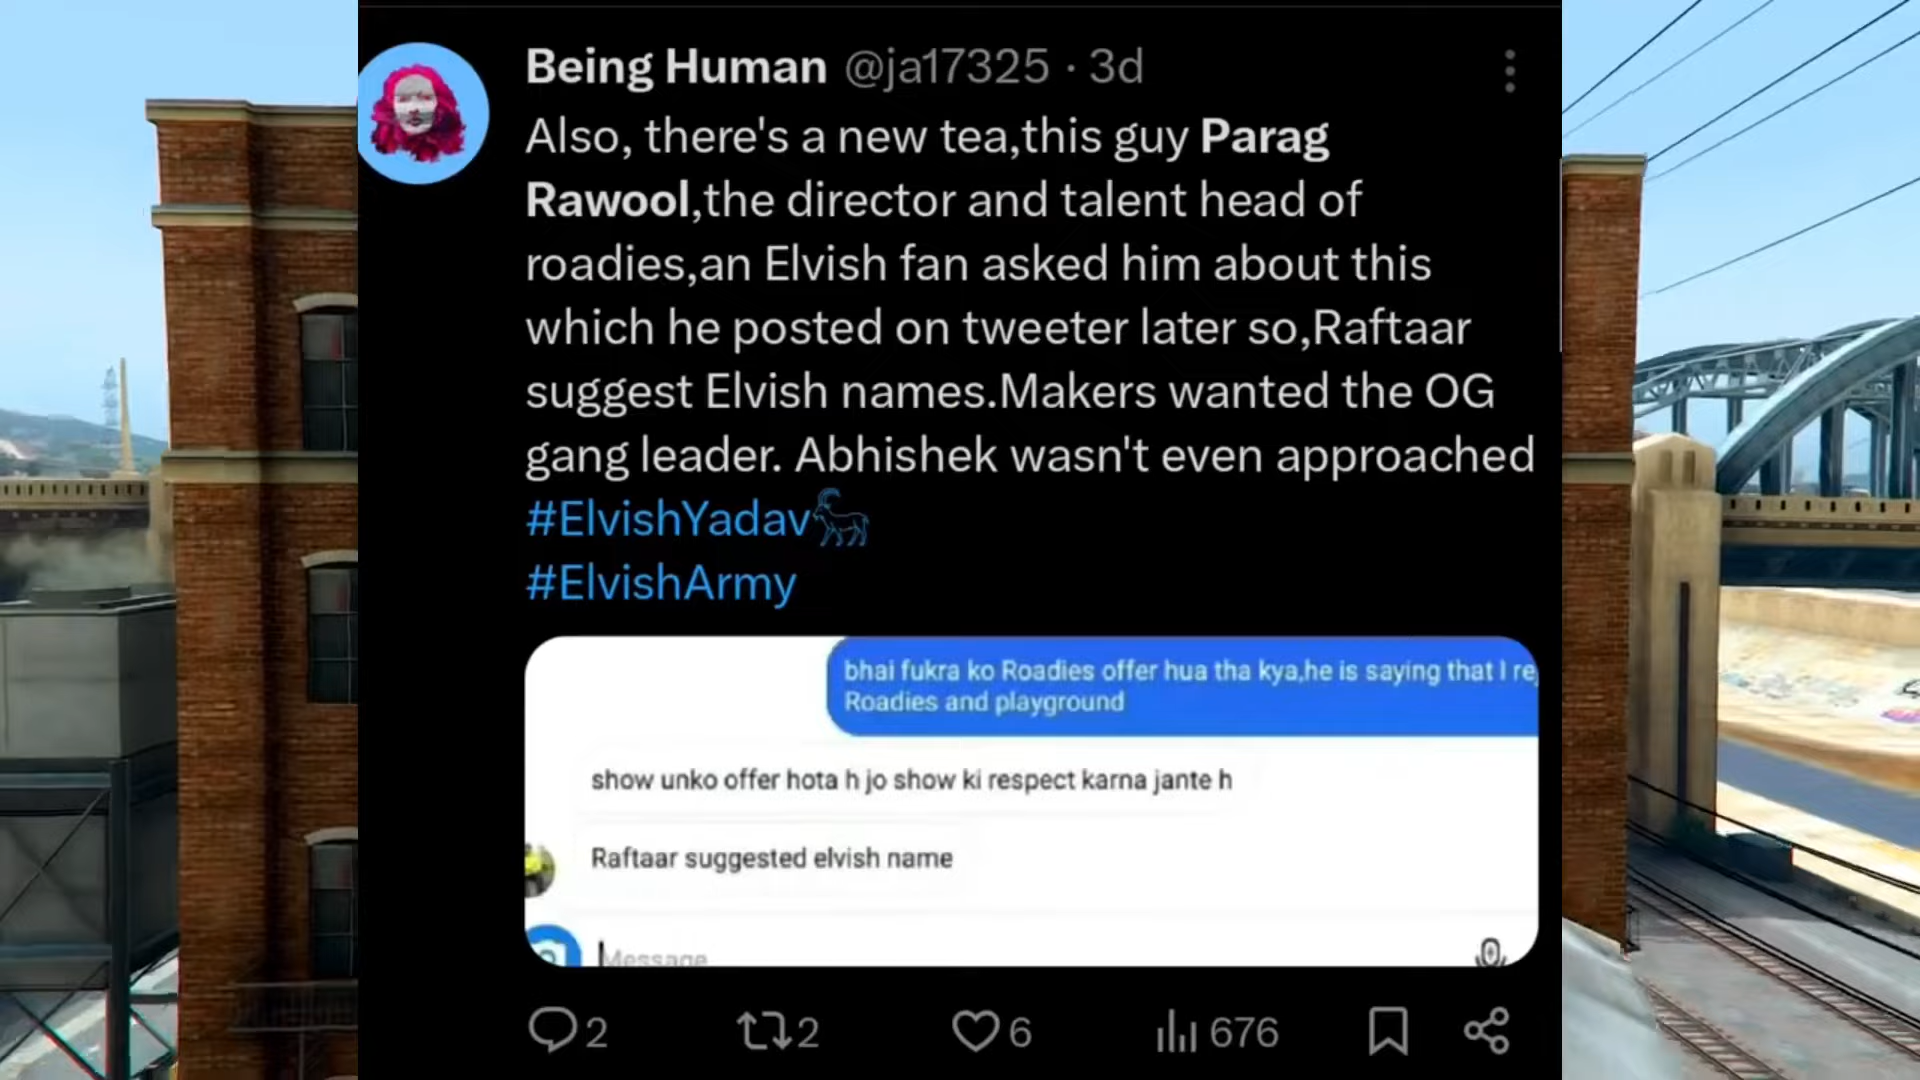 Being Human @ja17325 · 3d
Also, there's a new tea,this guy Parag
Rawool,the director and talent head of
roadies,an Elvish fan asked him about this
which he posted on tweeter later so,Raftaar
suggest Elvish names.Makers wanted the OG
gang leader. Abhishek wasn't even approached
#ElvishYadav
#ElvishArmy
bhai fukra ko Roadies offer hua tha kya,he is saying that I re
Roadies and playground
show unko offer hota h jo show ki respect karna jante h
Raftaar suggested elvish name
Message
2 2 6 676